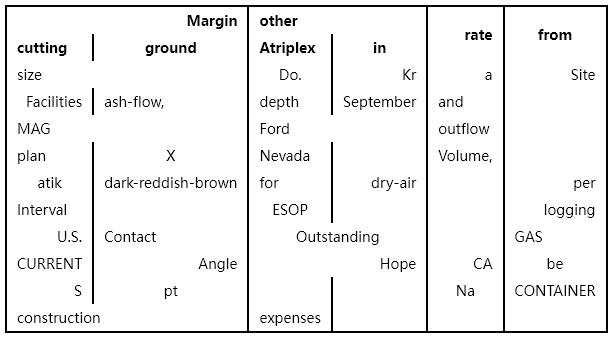 Margin other rate from
cutting ground Atriplex in
size Do. Kr a Site
Facilities ash-flow, depth September and
MAG Ford outflow
plan X Nevada Volume,
atik dark-reddish-brown for dry-air per
Interval ESOP logging
U.S. Contact Outstanding GAS
CURRENT Angle Hope CA be
S pt Na CONTAINER
construction expenses